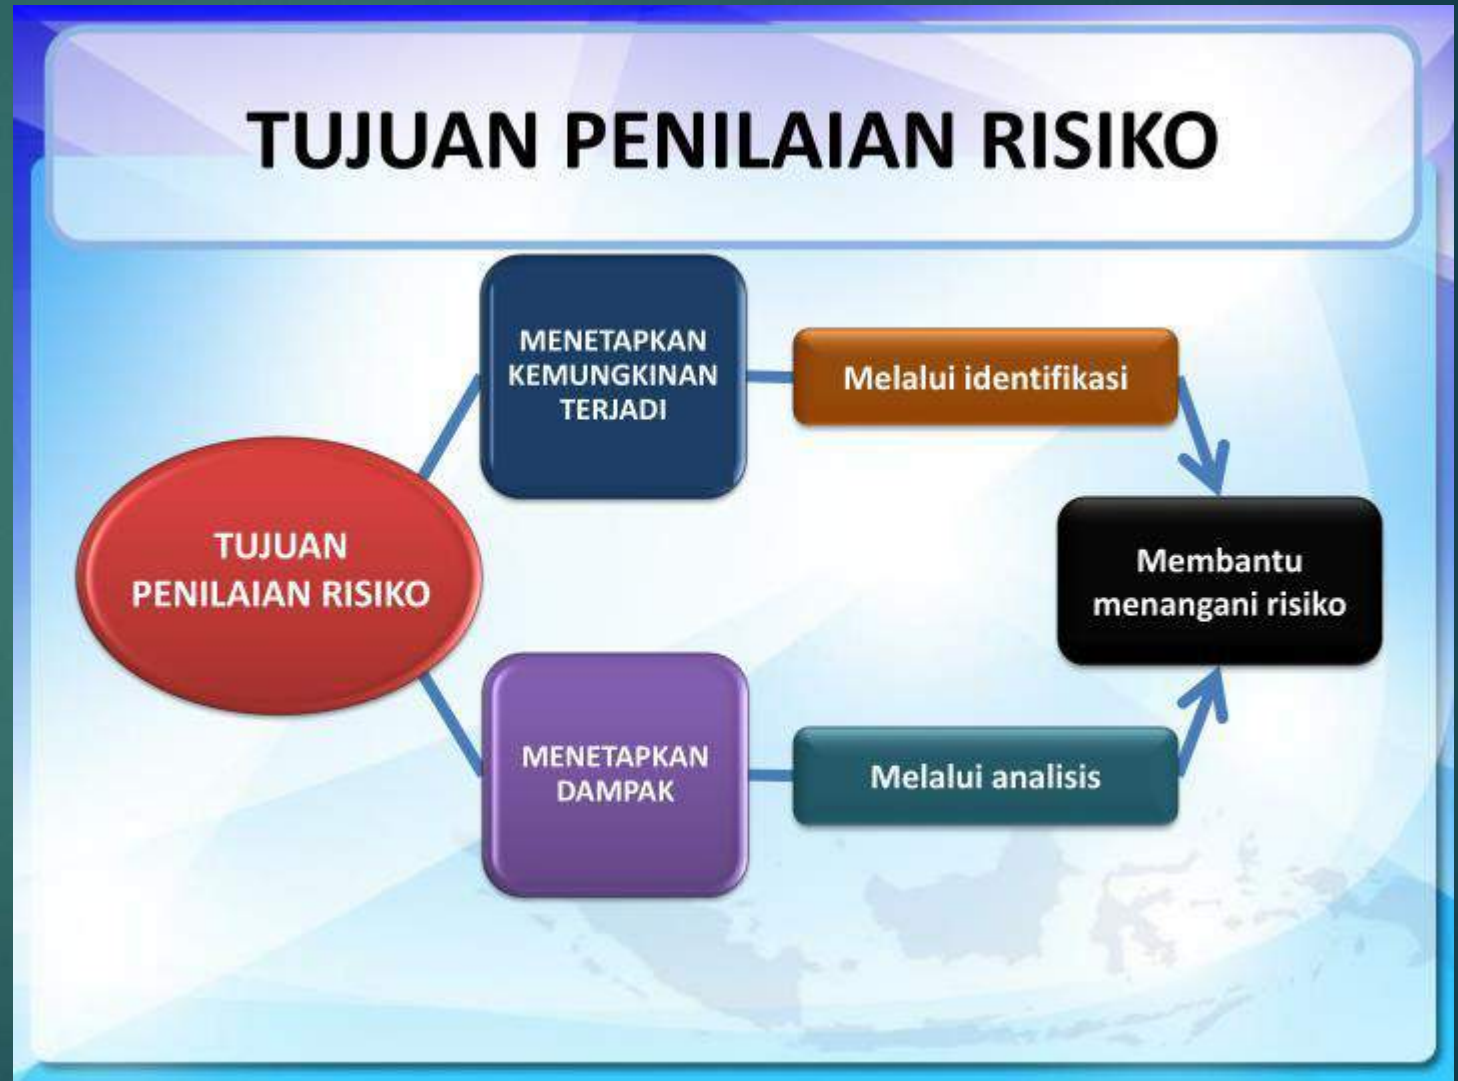 TUJUAN PENILAIAN RISIKO
MENETAPKAN
KEMUNGKINAN
TERJADI
Melalui identifikasi
TUJUAN
PENILAIAN RISIKO
Membantu
menangani risiko
MENETAPKAN
DAMPAK
Melalui analisis